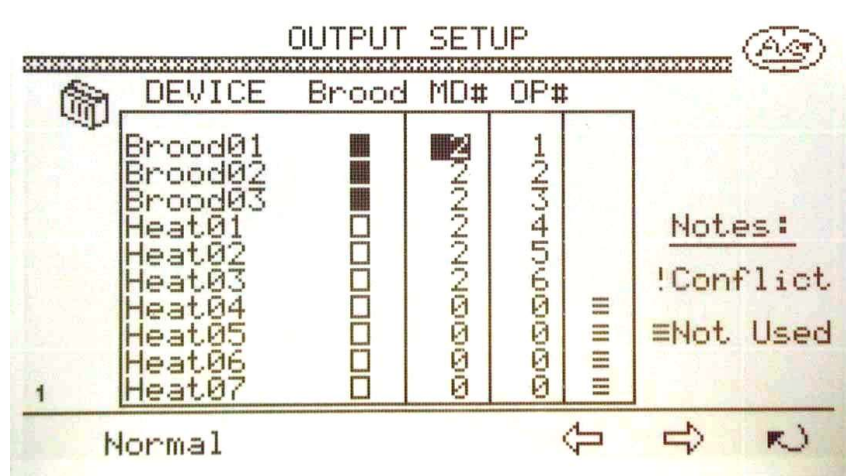 OUTPUT SETUP
DEVICE Brood MD# OP#
Brood01 ■ 2 1
Brood02 ■ 2 2
Brood03 ■ 2 3
Heat01 □ 2 4
Heat02 □ 2 5
Heat03 □ 2 6
Heat04 □ 0 0 ≡
Heat05 □ 0 0 ≡
Heat06 □ 0 0 ≡
Heat07 □ 0 0 ≡
Notes:
!Conflict
≡Not Used
1
Normal